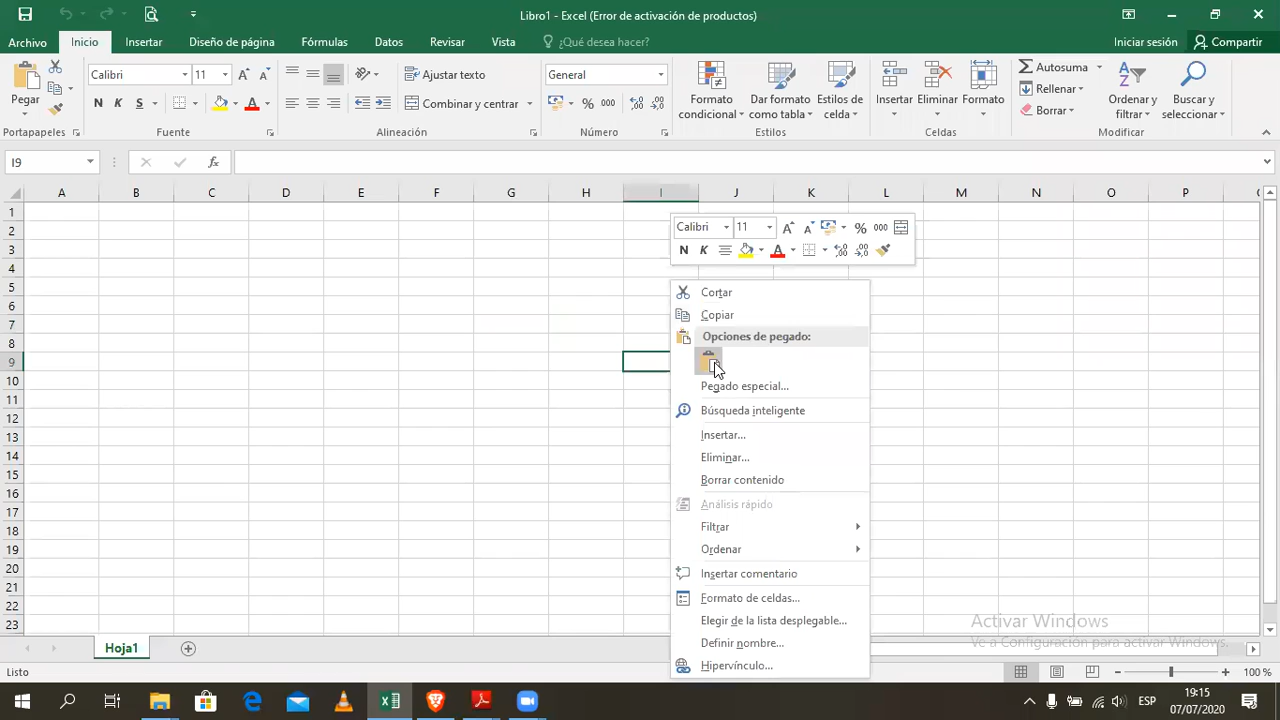 Libro1 - Excel (Error de activación de productos)
Archivo Inicio Insertar Diseño de página Fórmulas Datos Revisar Vista ¿Qué desea hacer? Iniciar sesión Compartir
Pegar
Calibri 11
N K S
Ajustar texto
Combinar y centrar
General
% 000
Formato condicional
Dar formato como tabla
Estilos de celda
Insertar Eliminar Formato
Autosuma
Rellenar
Borrar
Ordenar y filtrar
Buscar y seleccionar
Portapapeles Fuente Alineación Número Estilos Celdas Modificar
I9 fx
A B C D E F G H I J K L M N O P
1
2
3
4
5
6
7
8
9
10
11
12
13
14
15
16
17
18
19
20
21
22
23
Calibri 11 % 000
N K A
Cortar
Copiar
Opciones de pegado:
Pegado especial...
Búsqueda inteligente
Insertar...
Eliminar...
Borrar contenido
Análisis rápido
Filtrar
Ordenar
Insertar comentario
Formato de celdas...
Elegir de la lista desplegable...
Definir nombre...
Hipervínculo...
Activar Windows
Ve a Configuración para activar Windows.
Hoja1
Listo
100 %
ESP
19:15
07/07/2020